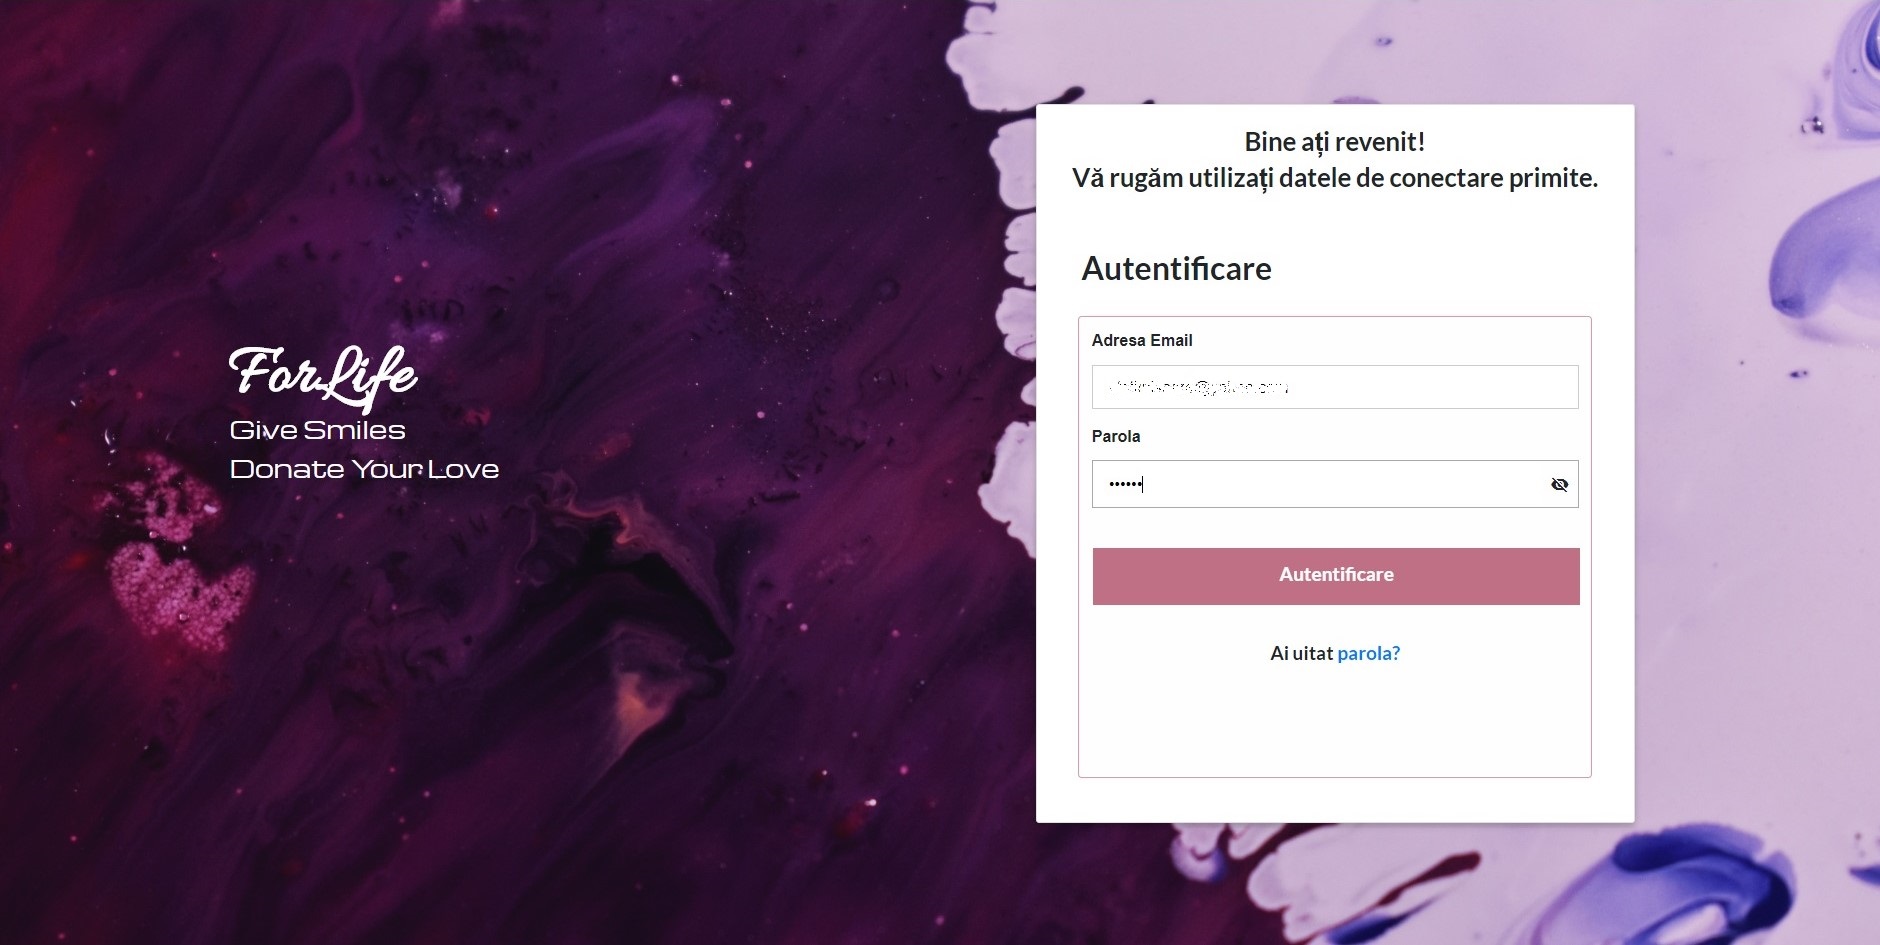 ForLife
Give Smiles
Donate Your Love
Bine ați revenit!
Vă rugăm utilizați datele de conectare primite.
Autentificare
Adresa Email
Parola
••••••
Autentificare
Ai uitat parola?